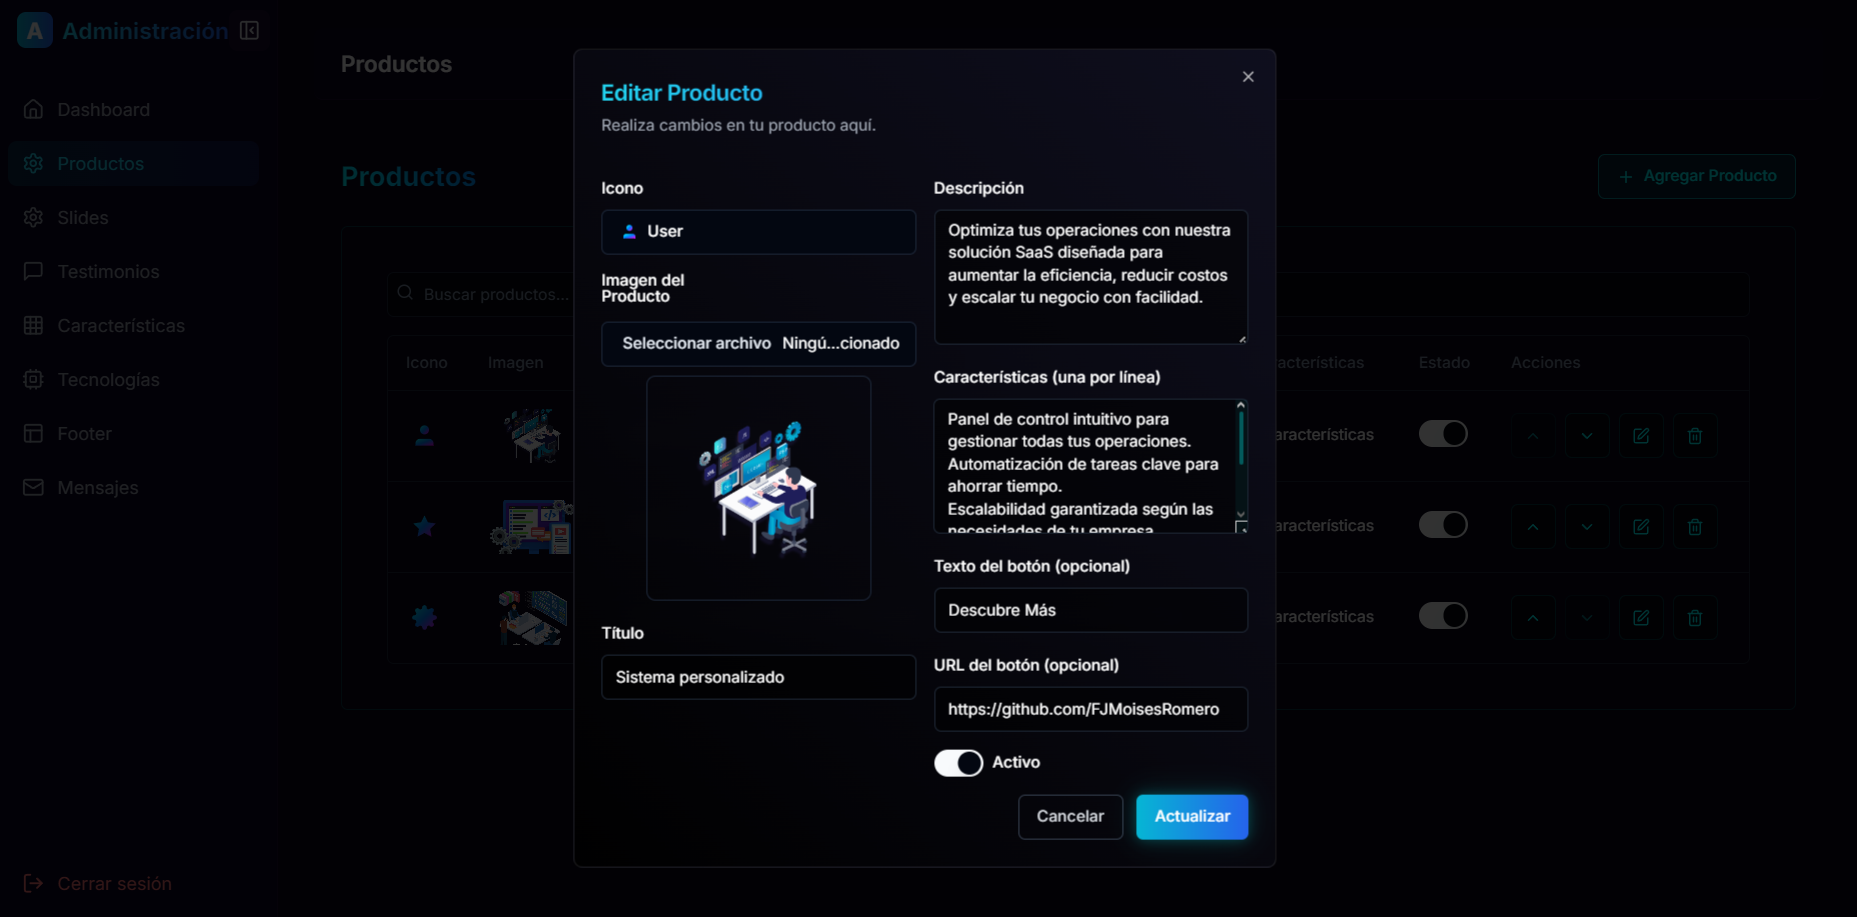 A Administración
Dashboard
Productos
Slides
Testimonios
Características
Tecnologías
Footer
Mensajes
Cerrar sesión
Productos
Productos
Agregar Producto
Buscar productos...
Icono Imagen acterísticas Estado Acciones
aracterísticas
aracterísticas
aracterísticas
Editar Producto
Realiza cambios en tu producto aquí.
Icono
User
Imagen del
Producto
Seleccionar archivo Ningú...cionado
Título
Sistema personalizado
Descripción
Optimiza tus operaciones con nuestra
solución SaaS diseñada para
aumentar la eficiencia, reducir costos
y escalar tu negocio con facilidad.
Características (una por línea)
Panel de control intuitivo para
gestionar todas tus operaciones.
Automatización de tareas clave para
ahorrar tiempo.
Escalabilidad garantizada según las
necesidades de tu empresa
Texto del botón (opcional)
Descubre Más
URL del botón (opcional)
https://github.com/FJMoisesRomero
Activo
Cancelar
Actualizar